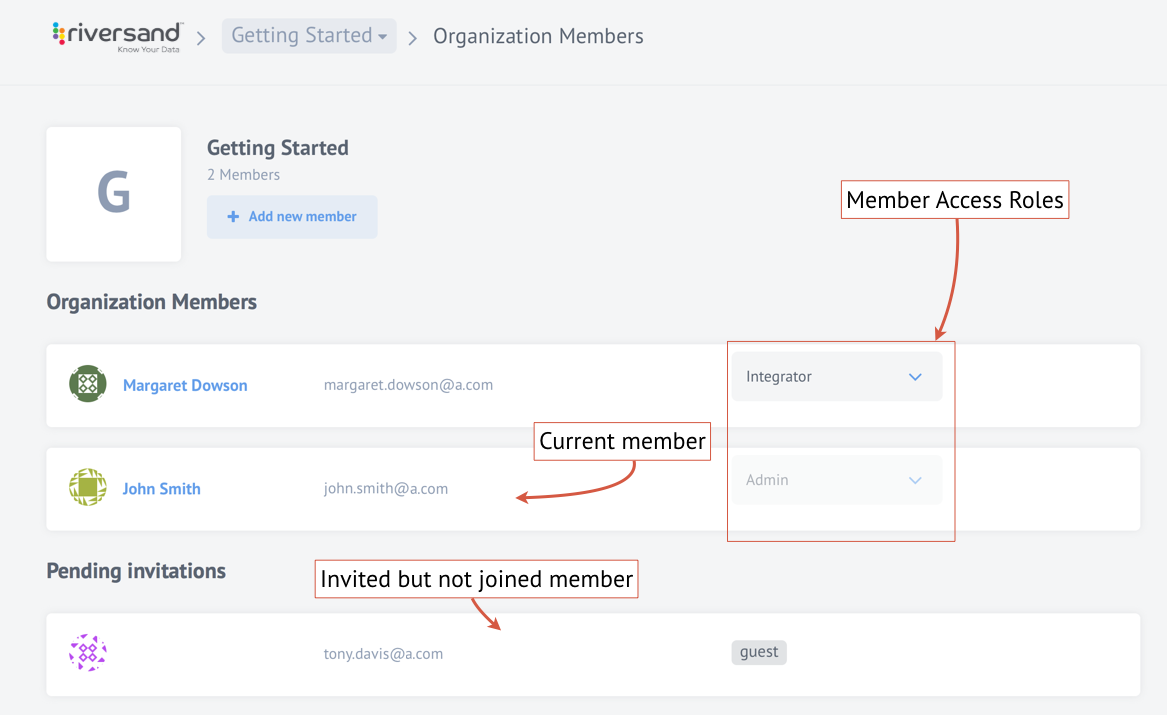 riversand™
Know Your Data
Getting Started
Organization Members
G
Getting Started
2 Members
+ Add new member
Member Access Roles
Organization Members
Margaret Dowson margaret.dowson@a.com Integrator
Current member
John Smith john.smith@a.com Admin
Pending invitations
Invited but not joined member
tony.davis@a.com guest